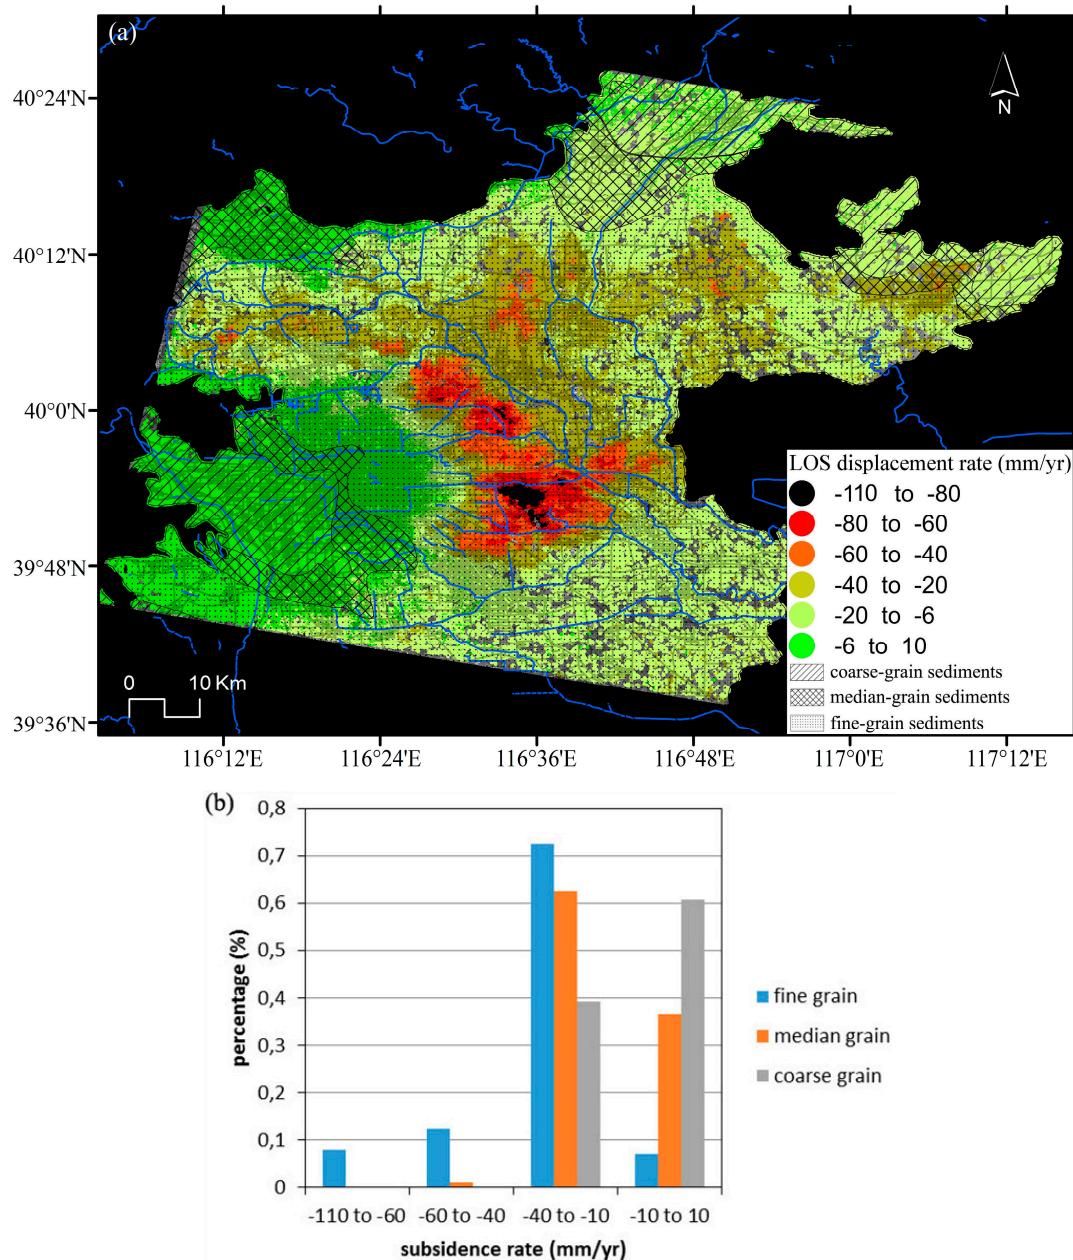 (a)
N
40°24'N
40°12'N
40°0'N
39°48'N
39°36'N
LOS displacement rate (mm/yr)
-110 to -80
-80 to -60
-60 to -40
-40 to -20
-20 to -6
-6 to 10
coarse-grain sediments
median-grain sediments
fine-grain sediments
0 10 Km
116°12'E 116°24'E 116°36'E 116°48'E 117°0'E 117°12'E
(b)
0,8
0,7
0,6
0,5
0,4
0,3
0,2
0,1
0
percentage (%)
fine grain
median grain
coarse grain
-110 to -60 -60 to -40 -40 to -10 -10 to 10
subsidence rate (mm/yr)